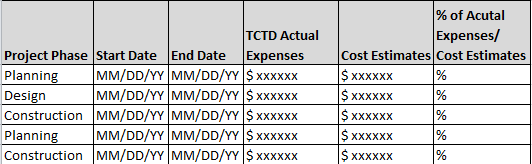 Project Phase Start Date End Date TCTD Actual Expenses Cost Estimates % of Acutal Expenses/ Cost Estimates
Planning MM/DD/YY MM/DD/YY $ xxxxxx $ xxxxxx %
Design MM/DD/YY MM/DD/YY $ xxxxxx $ xxxxxx %
Construction MM/DD/YY MM/DD/YY $ xxxxxx $ xxxxxx %
Planning MM/DD/YY MM/DD/YY $ xxxxxx $ xxxxxx %
Construction MM/DD/YY MM/DD/YY $ xxxxxx $ xxxxxx %